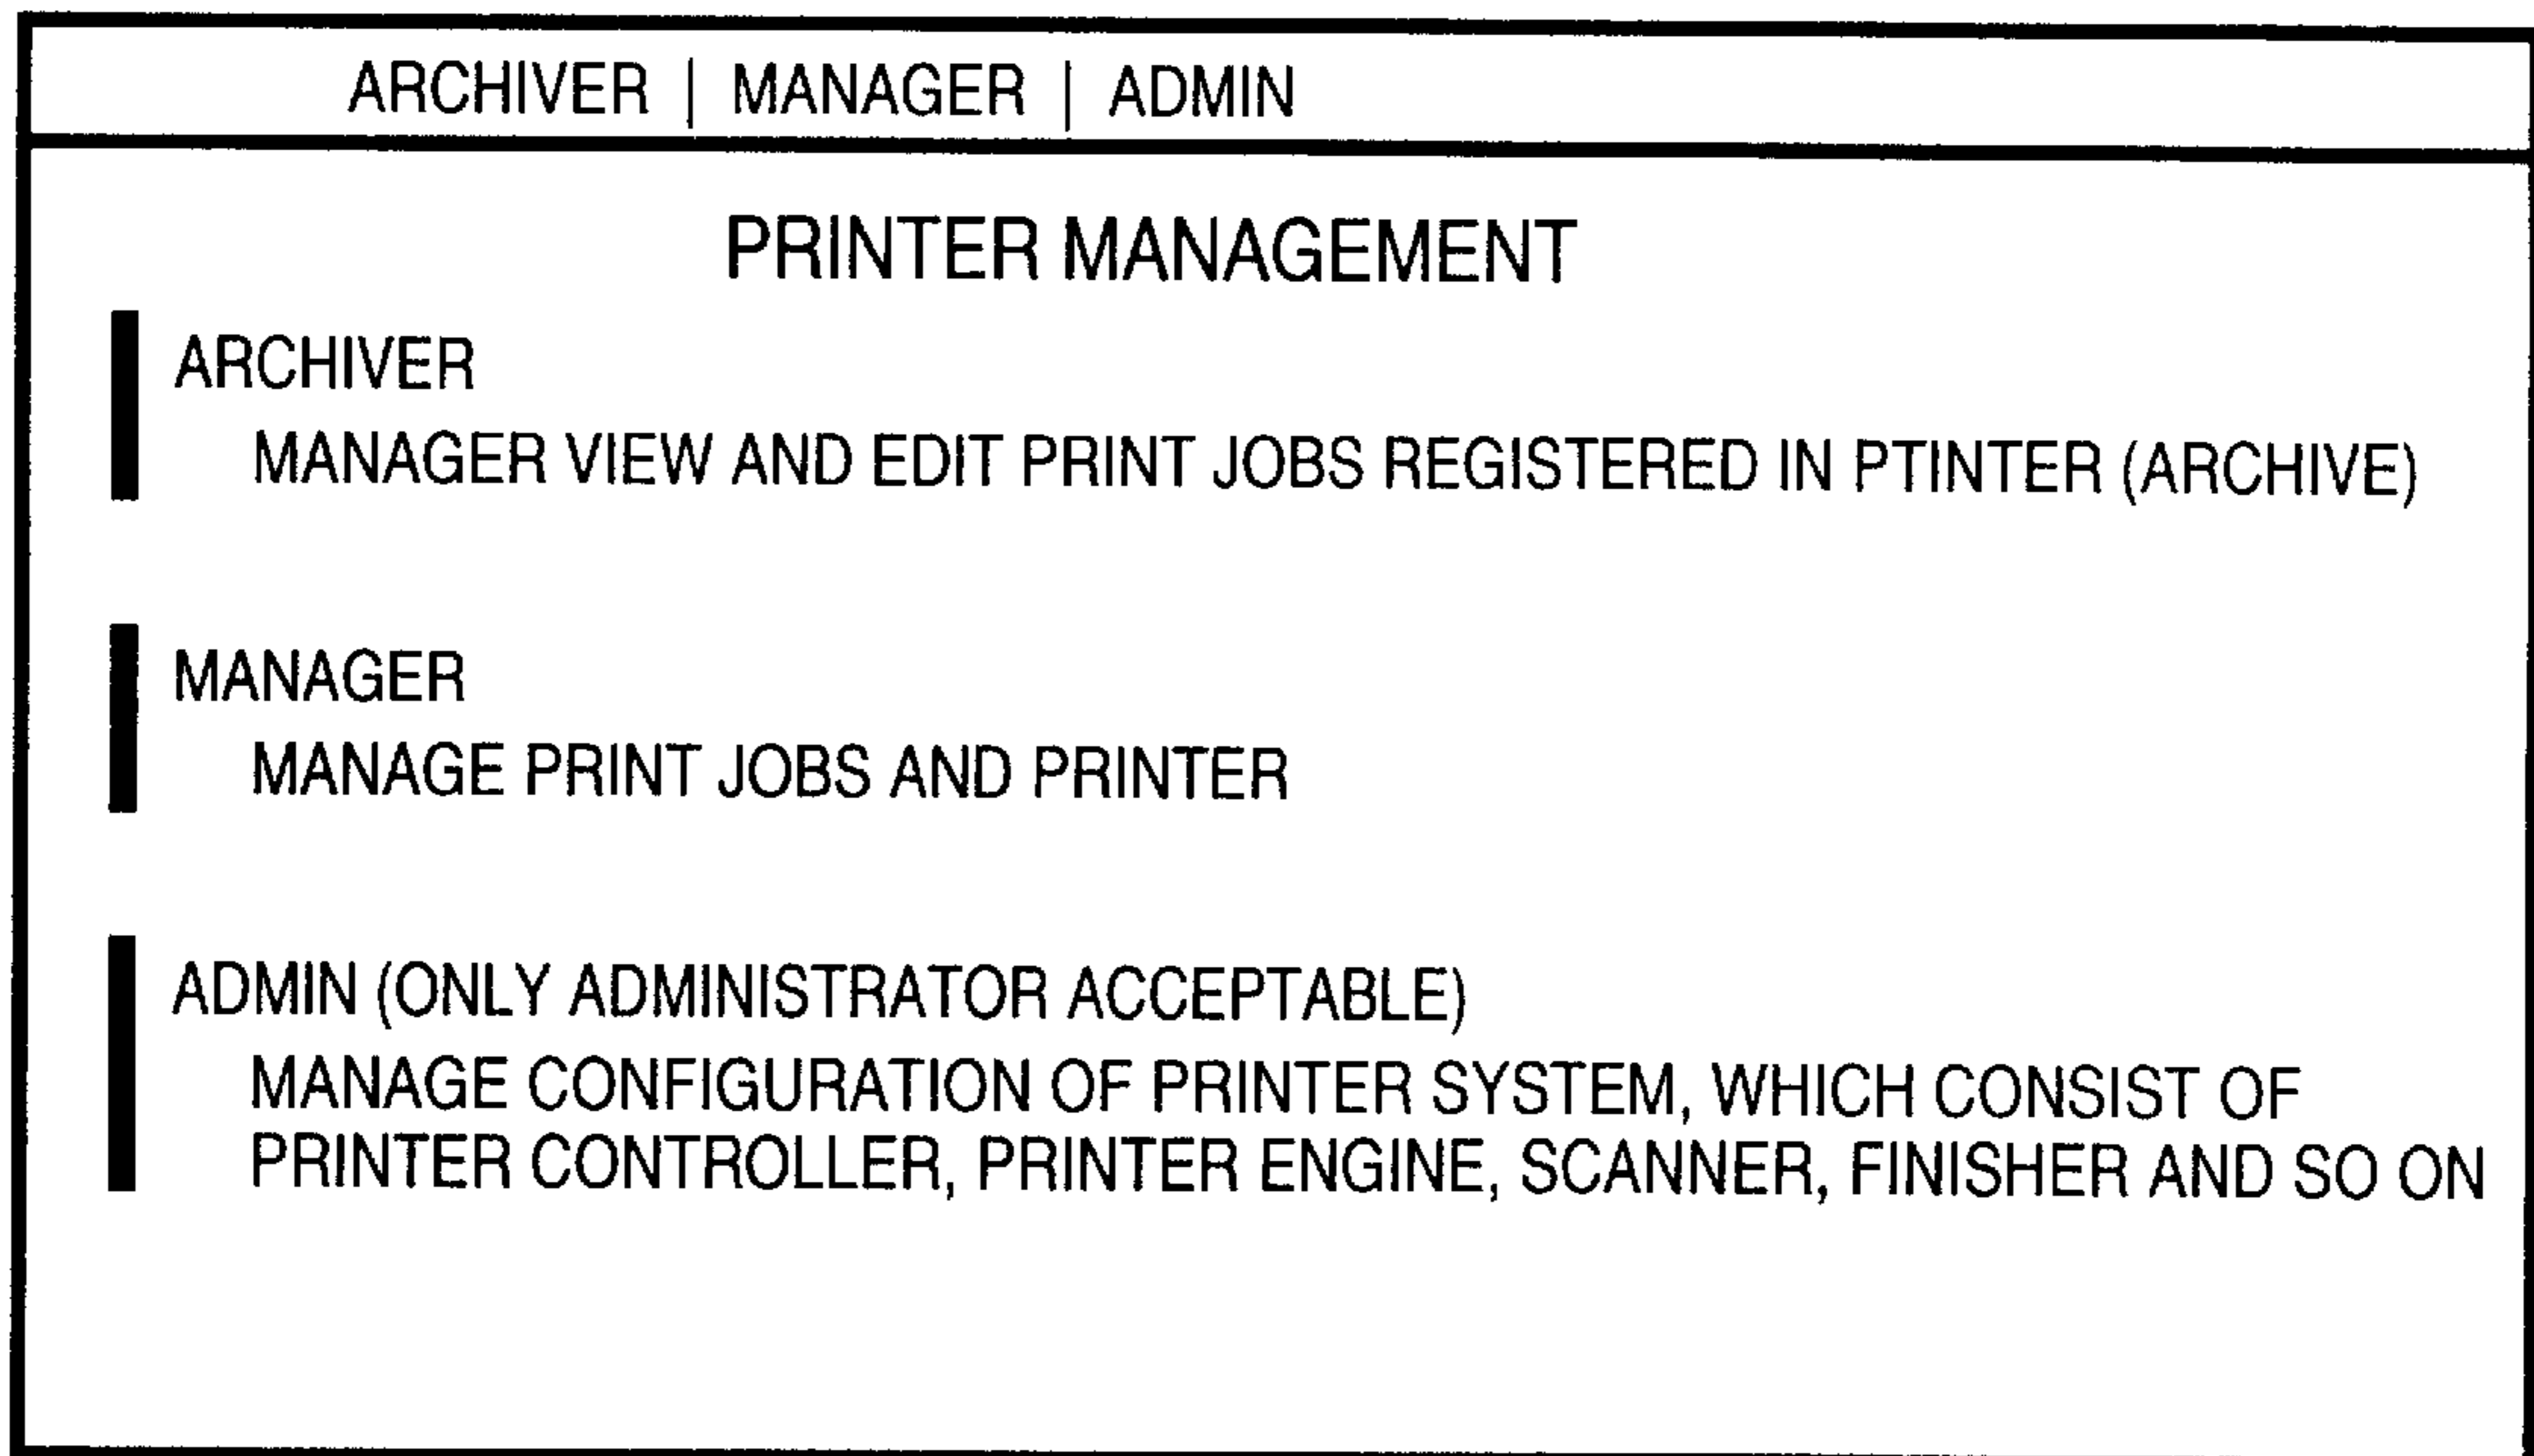 ARCHIVER | MANAGER | ADMIN
PRINTER MANAGEMENT
ARCHIVER
MANAGER VIEW AND EDIT PRINT JOBS REGISTERED IN PTINTER (ARCHIVE)
MANAGER
MANAGE PRINT JOBS AND PRINTER
ADMIN (ONLY ADMINISTRATOR ACCEPTABLE)
MANAGE CONFIGURATION OF PRINTER SYSTEM, WHICH CONSIST OF
PRINTER CONTROLLER, PRINTER ENGINE, SCANNER, FINISHER AND SO ON